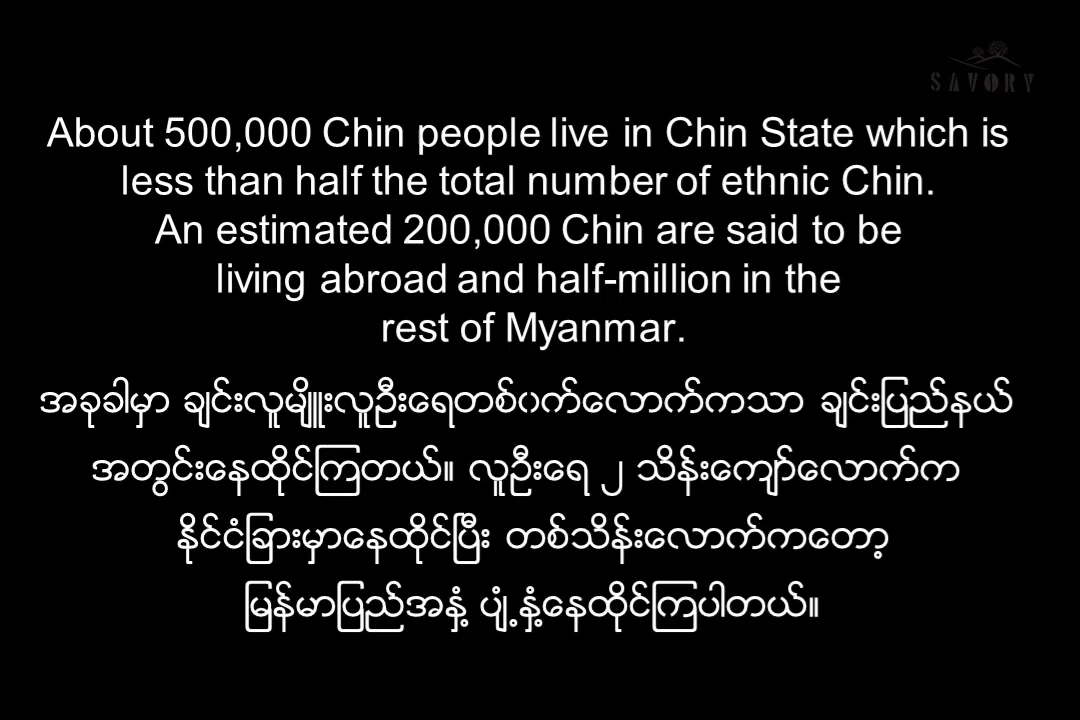 SAVORY
About 500,000 Chin people live in Chin State which is
less than half the total number of ethnic Chin.
An estimated 200,000 Chin are said to be
living abroad and half-million in the
rest of Myanmar.
အခုခါမှာ ချင်းလူမျိူးလူဦးရေတစ်ဝက်လောက်ကသာ ချင်းပြည်နယ်
အတွင်းနေထိုင်ကြတယ်။ လူဦးရေ ၂ သိန်းကျော်လောက်က
နိုင်ငံခြားမှာနေထိုင်ပြီး တစ်သိန်းလောက်ကတော့
မြန်မာပြည်အနှံ့ ပျံ့နှံ့နေထိုင်ကြပါတယ်။